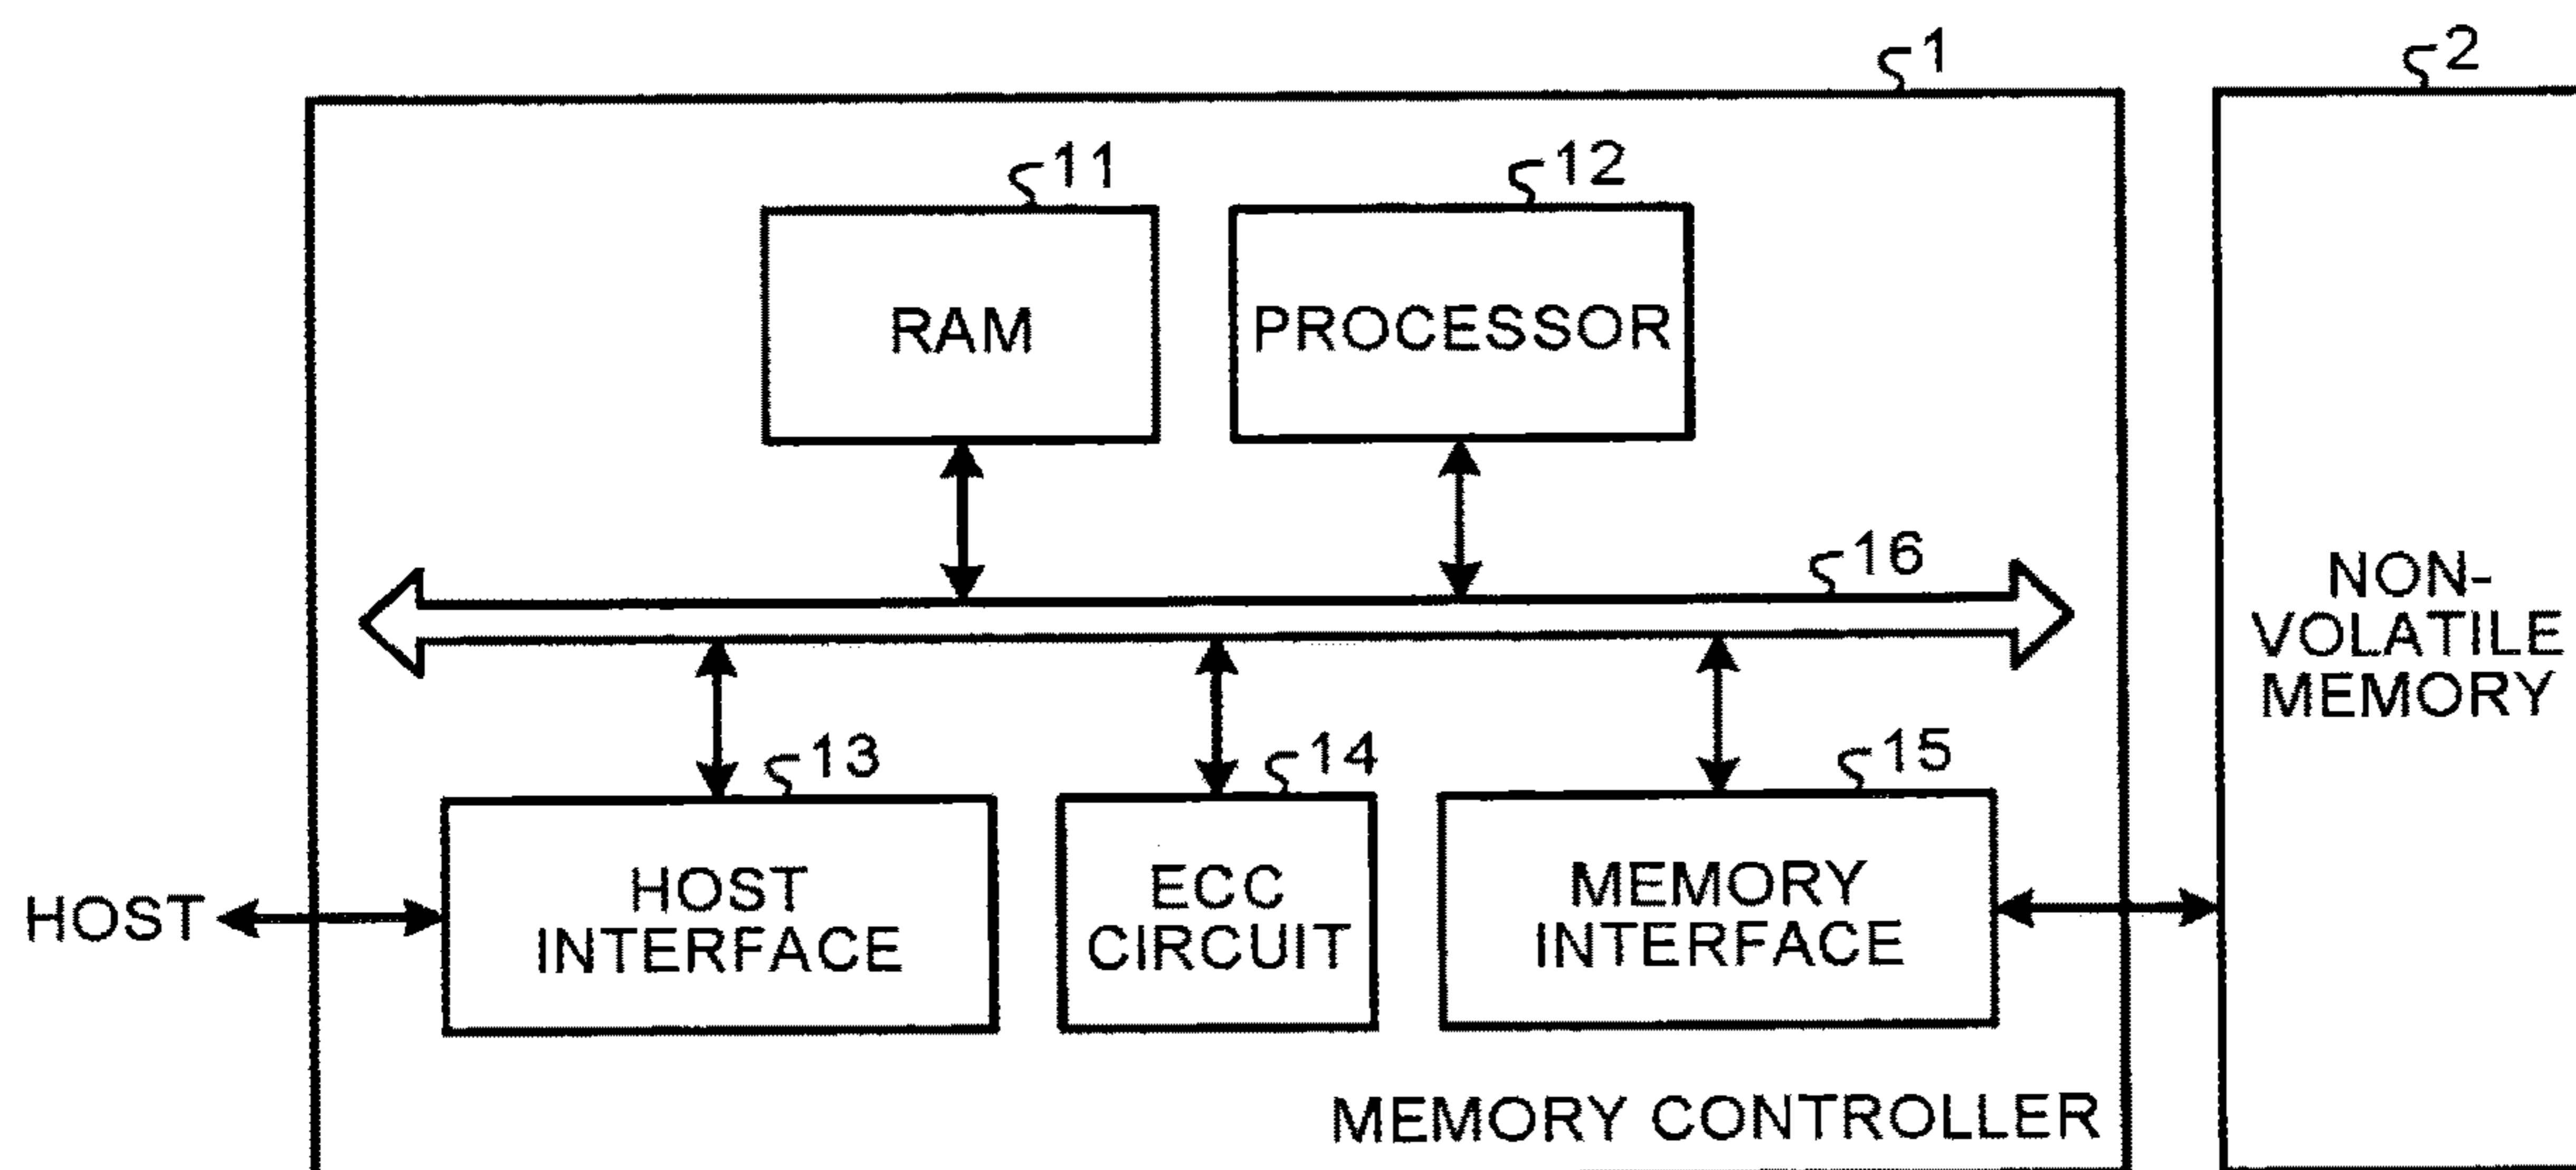 1
2
11
12
RAM
PROCESSOR
16
NON-
VOLATILE
MEMORY
13
14
15
HOST
HOST
INTERFACE
ECC
CIRCUIT
MEMORY
INTERFACE
MEMORY CONTROLLER